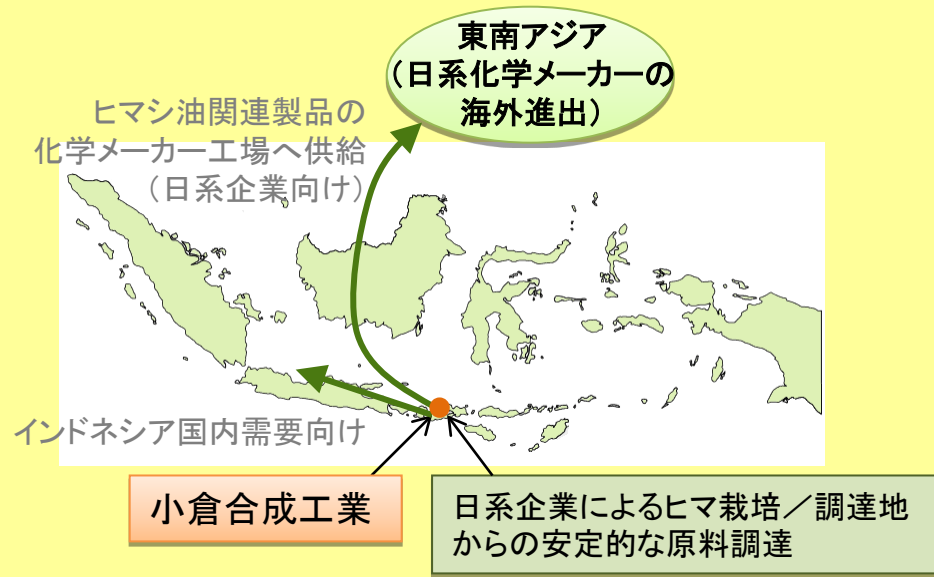 東南アジア
（日系化学メーカーの
海外進出）
ヒマシ油関連製品の
化学メーカー工場へ供給
（日系企業向け）
インドネシア国内需要向け
小倉合成工業
日系企業によるヒマ栽培／調達地
からの安定的な原料調達